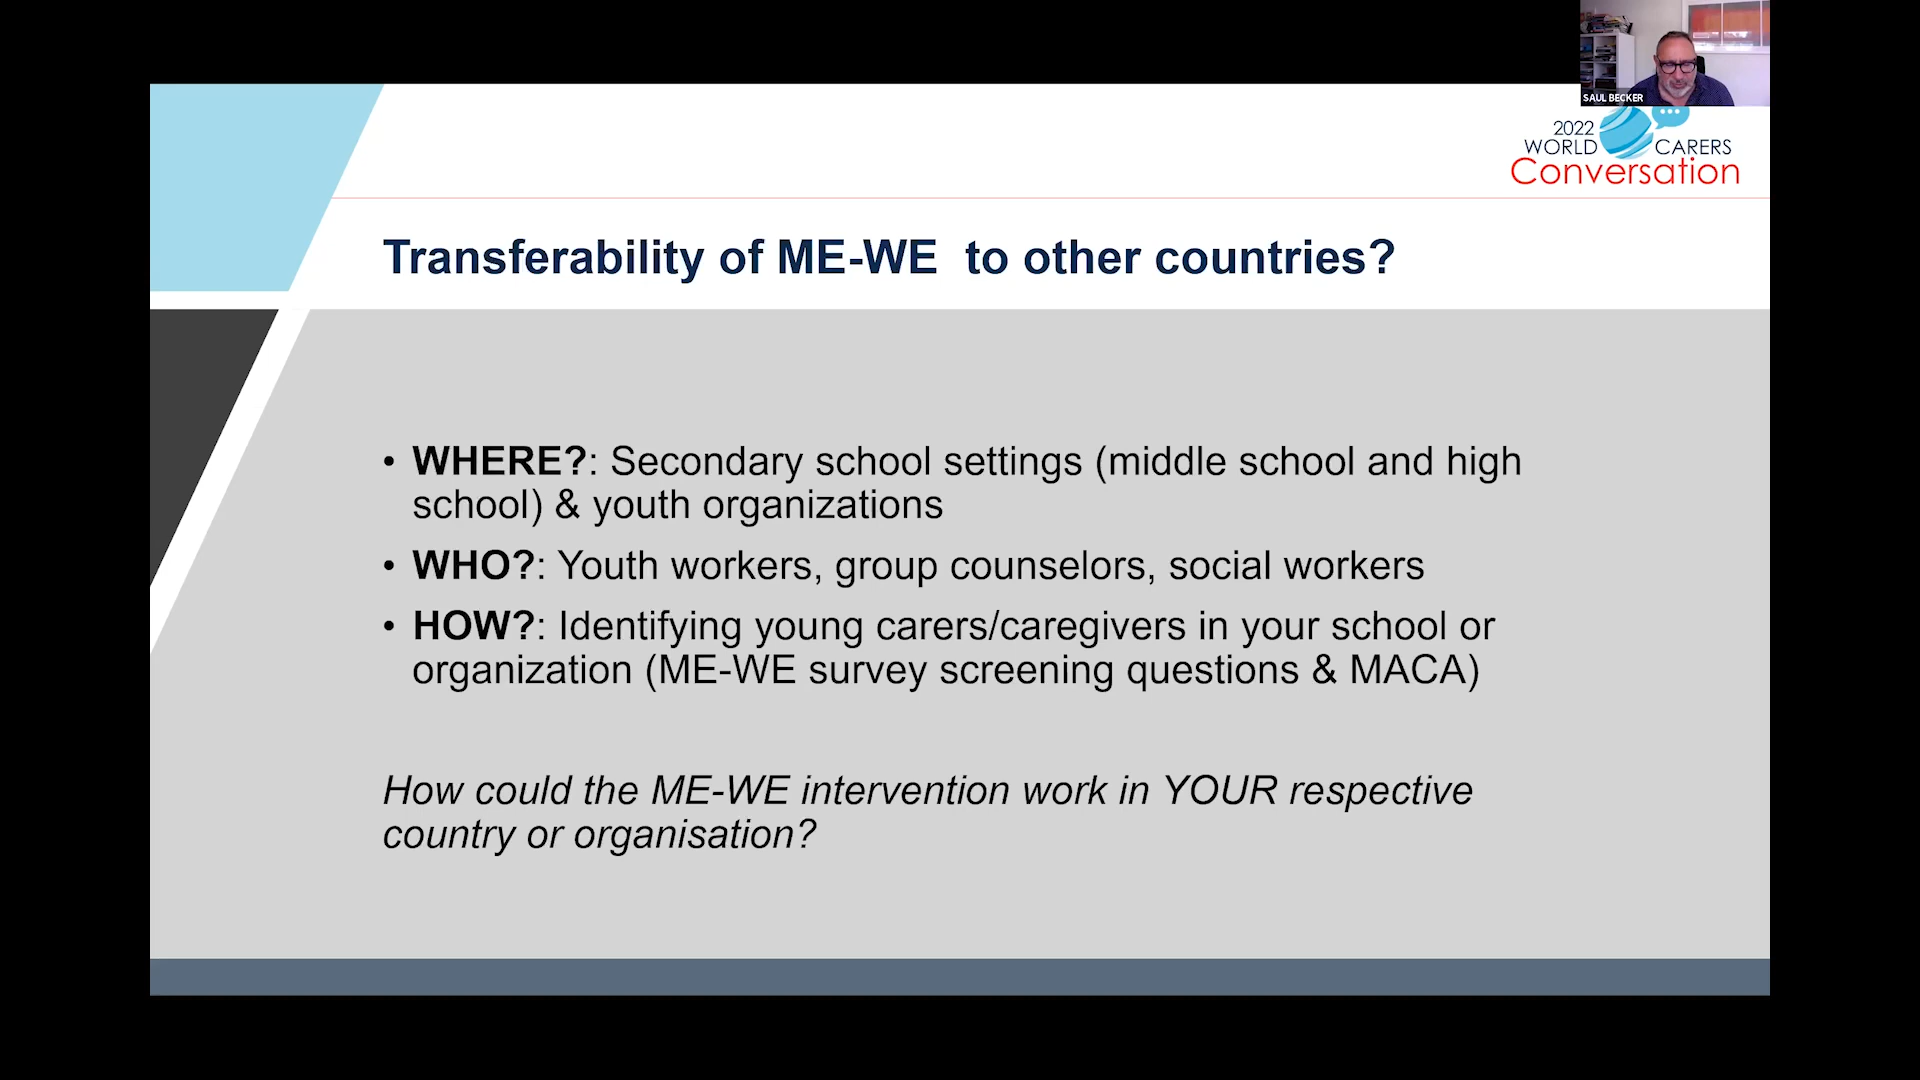 SAUL BECKER
2022
WORLD CARERS
Conversation
Transferability of ME-WE  to other countries?
• WHERE?: Secondary school settings (middle school and high
school) & youth organizations
• WHO?: Youth workers, group counselors, social workers
• HOW?: Identifying young carers/caregivers in your school or
organization (ME-WE survey screening questions & MACA)
How could the ME-WE intervention work in YOUR respective
country or organisation?